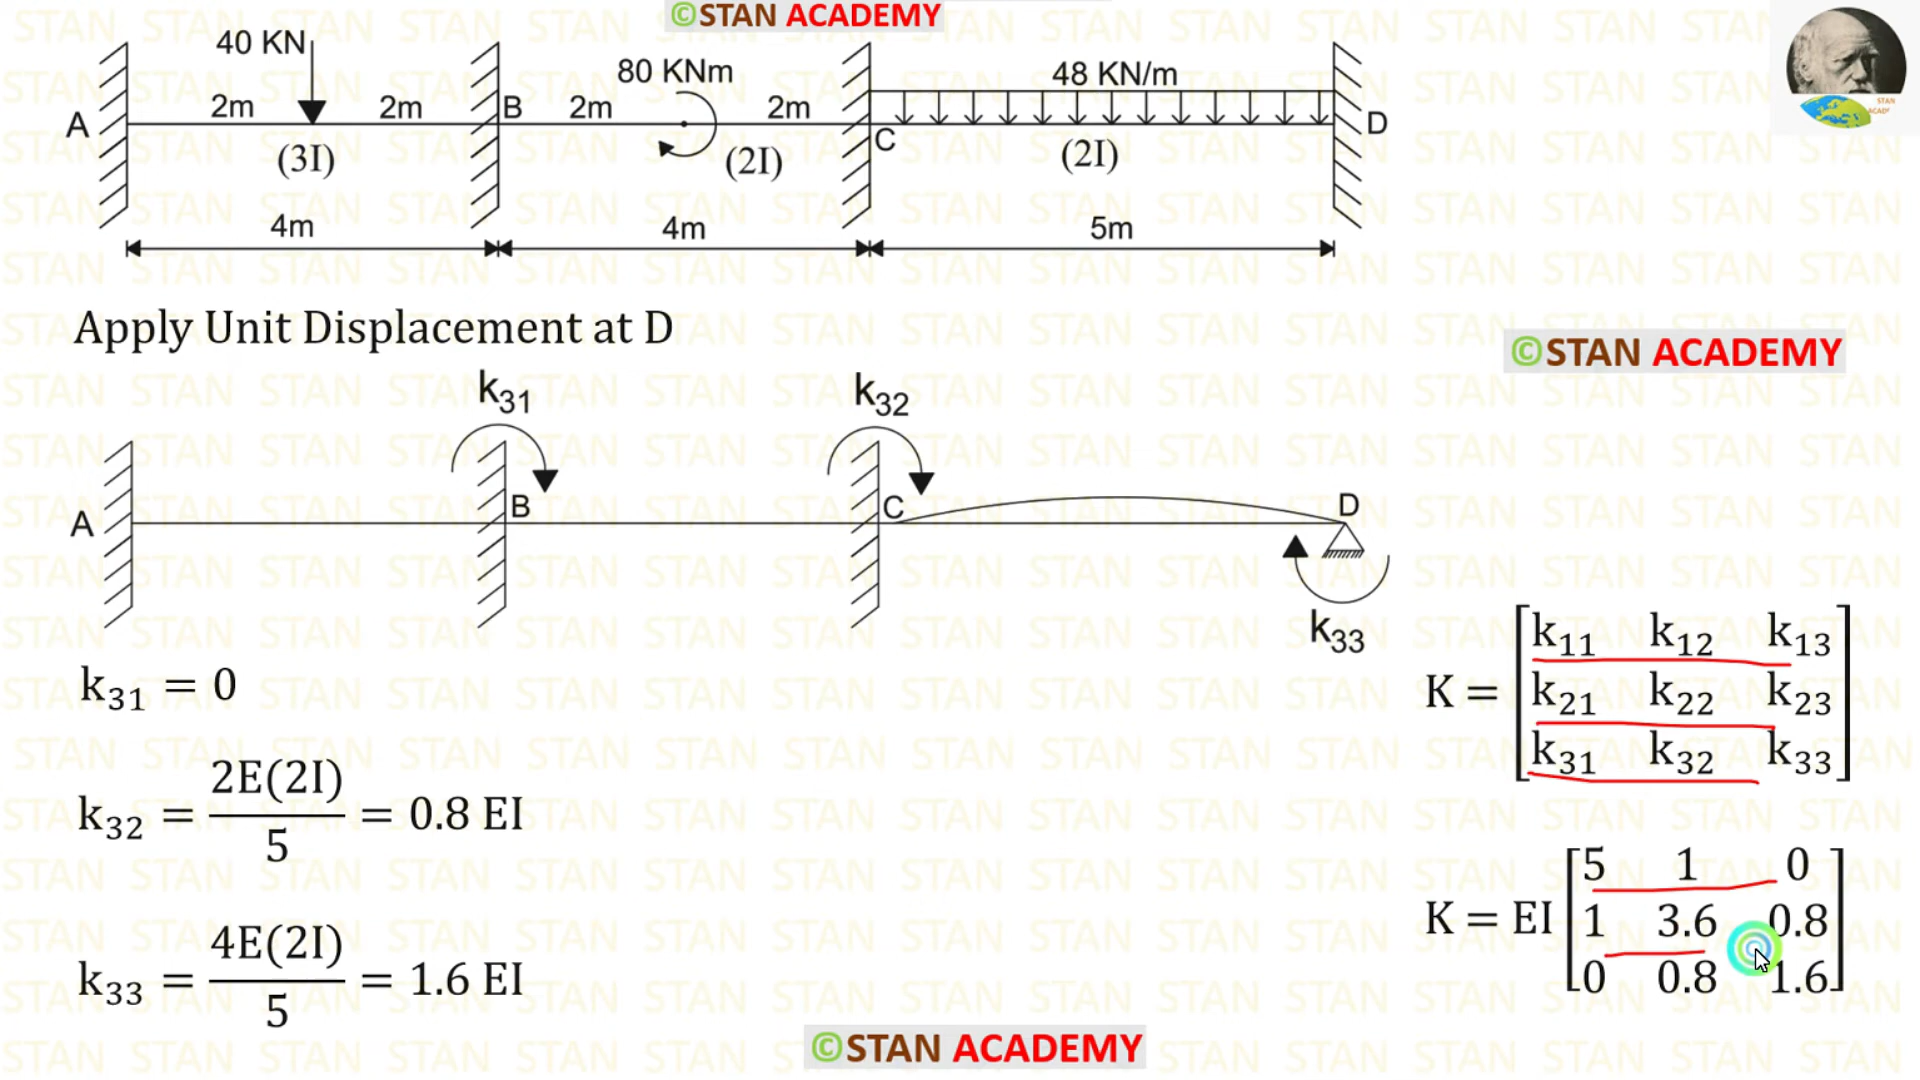 ©STAN ACADEMY
40 KN
80 KNm
48 KN/m
A 2m 2m B 2m 2m C D
(3I) (2I) (2I)
4m 4m 5m
STAN ACADEMY
Apply Unit Displacement at D
©STAN ACADEMY
k31 k32
A B C D
k33
k31 = 0
k32 = 2E(2I)/5 = 0.8 EI
k33 = 4E(2I)/5 = 1.6 EI
K = [k11 k12 k13
k21 k22 k23
k31 k32 k33]
K = EI [5 1 0
1 3.6 0.8
0 0.8 1.6]
©STAN ACADEMY